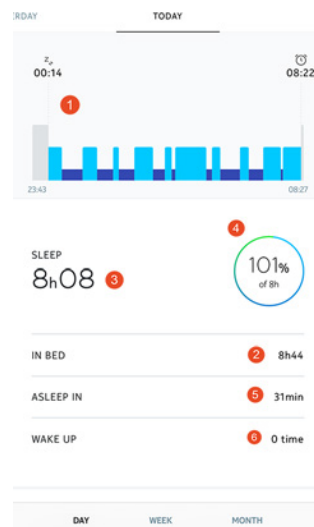 ERDAY TODAY
z z
00:14 08:22
1
23:43 08:27
4
SLEEP
8h08 3
101%
of 8h
IN BED 2 8h44
ASLEEP IN 5 31min
WAKE UP 6 0 time
DAY WEEK MONTH